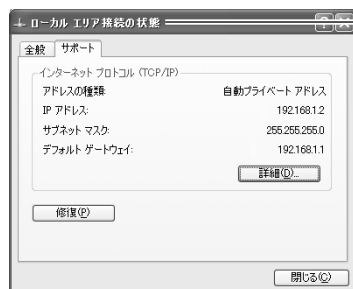 ローカル エリア接続の状態
全般 サポート
インターネット プロトコル (TCP/IP)
アドレスの種類: 自動プライベート アドレス
IP アドレス: 192.168.1.2
サブネット マスク: 255.255.255.0
デフォルト ゲートウェイ: 192.168.1.1
詳細(D)...
修復(P)
閉じる(C)